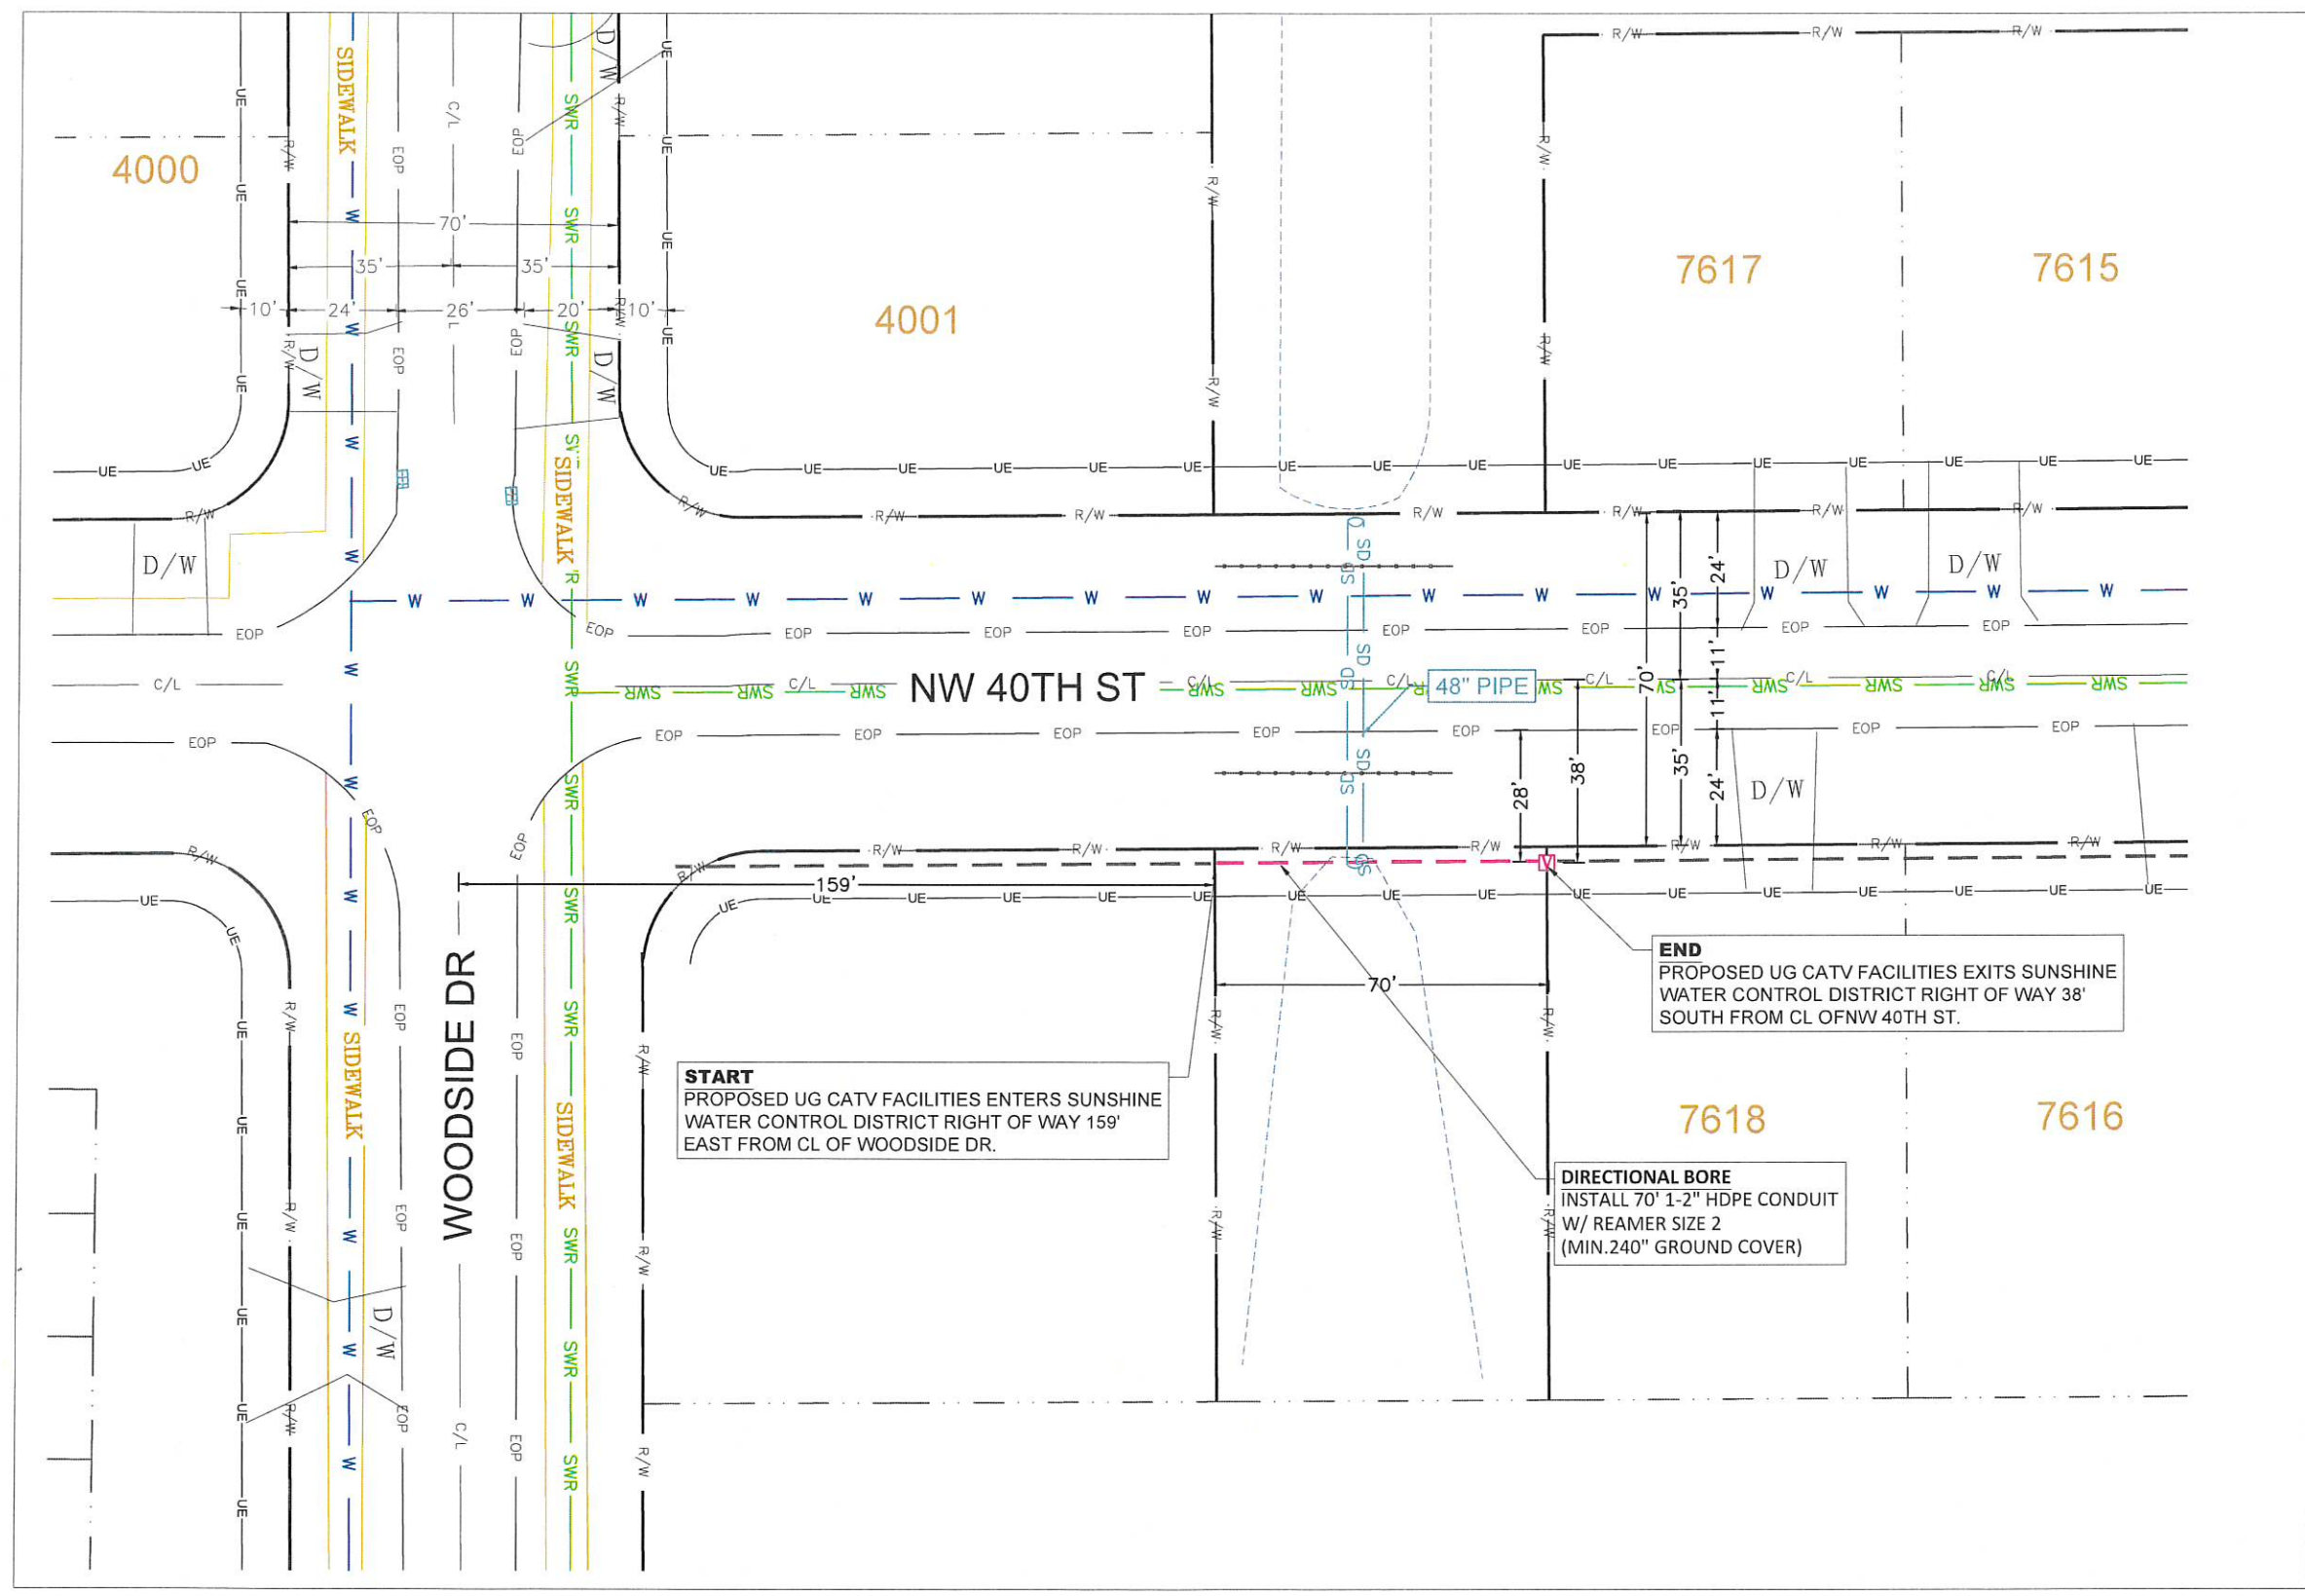 SIDEWALK
D/W
UE
R/W
C/L
EOP
SWR
W
4000
70'
35'
35'
10'
24'
26'
20'
10'
D/W
D/W
4001
7617
7615
SIDEWALK
D/W
D/W
D/W
SD
35'
24'
70'
11'
11'
35'
24'
NW 40TH ST
48" PIPE
28'
38'
D/W
159'
70'
WOODSIDE DR
END
PROPOSED UG CATV FACILITIES EXITS SUNSHINE
WATER CONTROL DISTRICT RIGHT OF WAY 38'
SOUTH FROM CL OFNW 40TH ST.
START
PROPOSED UG CATV FACILITIES ENTERS SUNSHINE
WATER CONTROL DISTRICT RIGHT OF WAY 159'
EAST FROM CL OF WOODSIDE DR.
SIDEWALK
SIDEWALK
7618
7616
DIRECTIONAL BORE
INSTALL 70' 1-2" HDPE CONDUIT
W/ REAMER SIZE 2
(MIN.240" GROUND COVER)
D/W
V